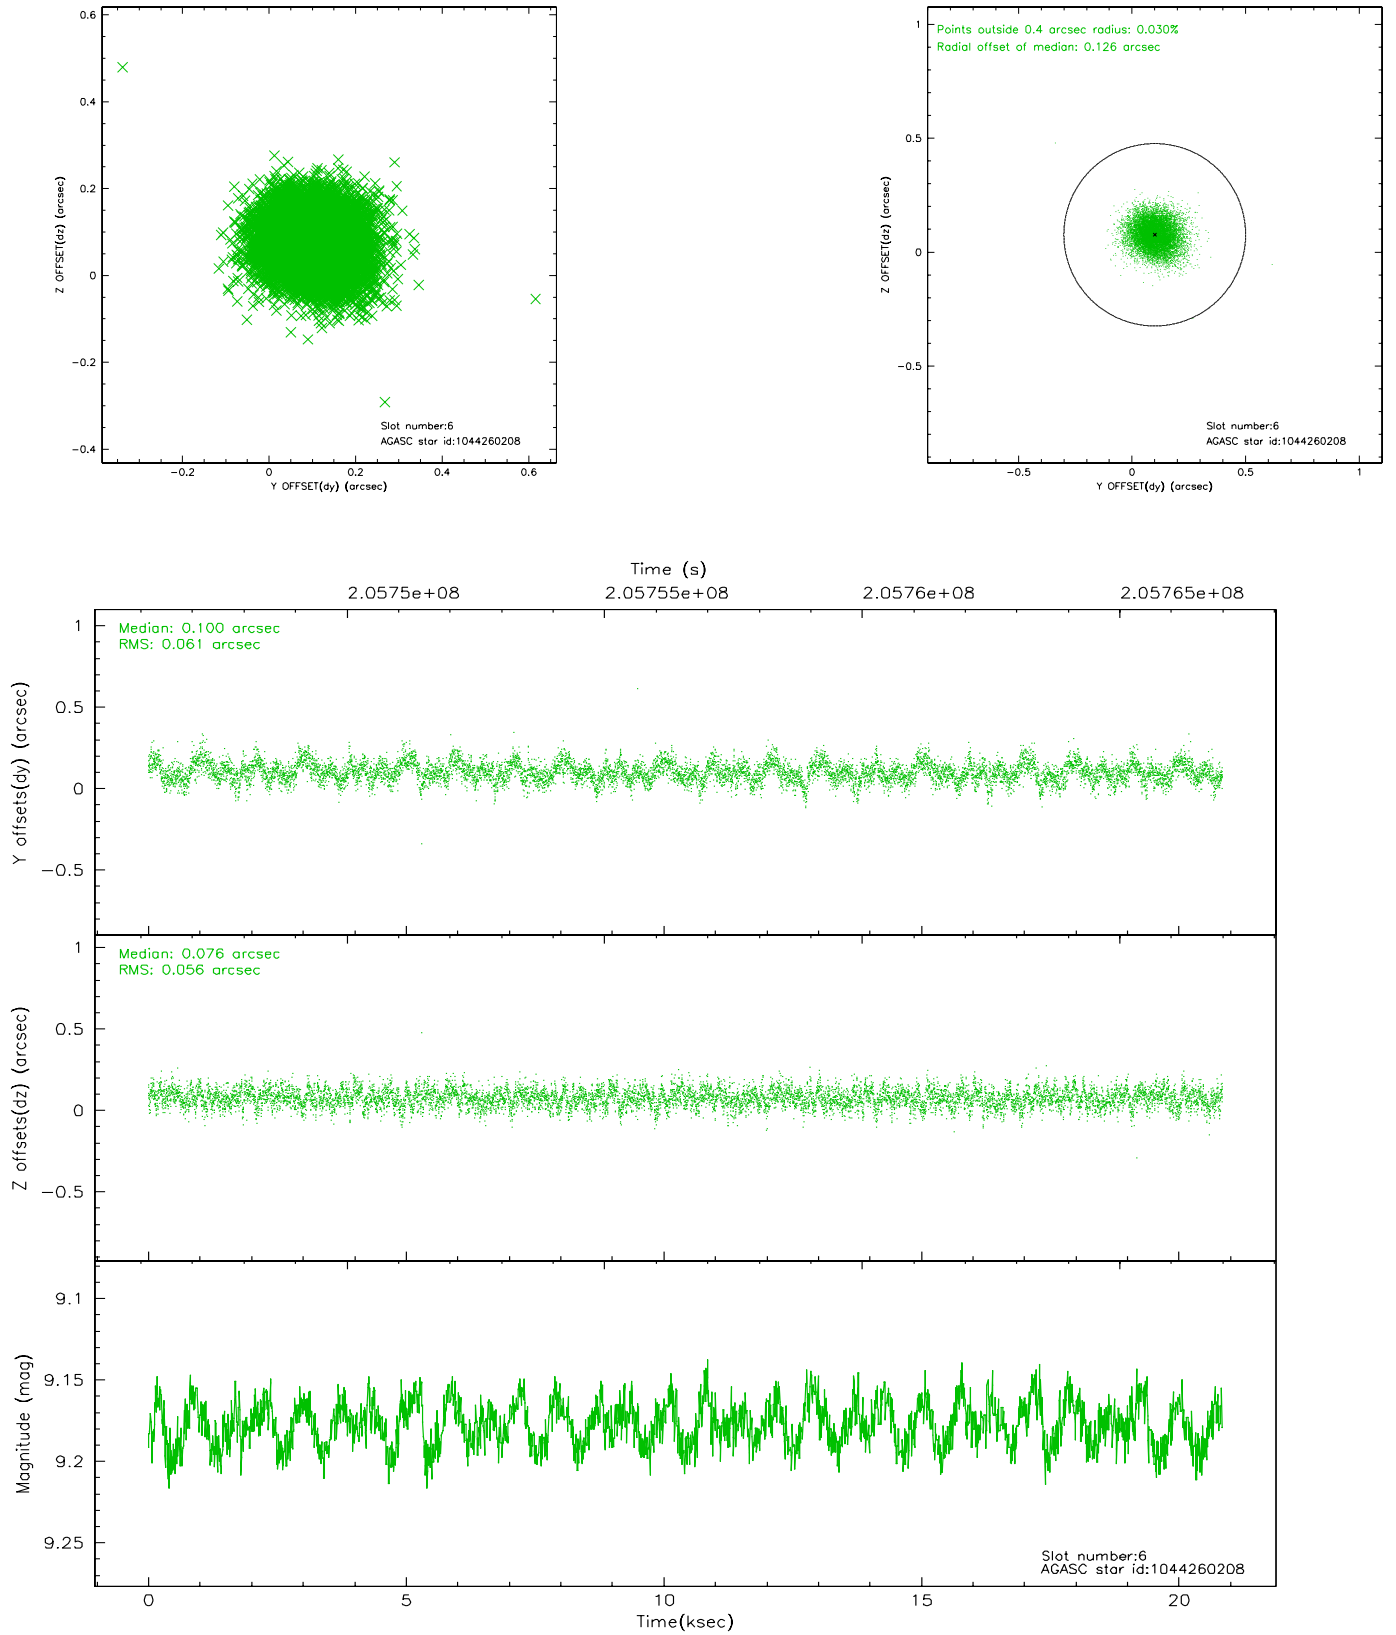 0.6
0.4
0.2
0
−0.2
−0.4
Z OFFSET(dz) (arcsec)
−0.2 0 0.2 0.4 0.6
Y OFFSET(dy) (arcsec)
Slot number:6
AGASC star id:1044260208
Points outside 0.4 arcsec radius: 0.030%
Radial offset of median: 0.126 arcsec
1
0.5
0
−0.5
Z OFFSET(dz) (arcsec)
−0.5 0 0.5 1
Y OFFSET(dy) (arcsec)
Slot number:6
AGASC star id:1044260208
Time (s)
2.0575e+08 2.05755e+08 2.0576e+08 2.05765e+08
Median: 0.100 arcsec
RMS: 0.061 arcsec
1
0.5
0
−0.5
Y offsets(dy) (arcsec)
Median: 0.076 arcsec
RMS: 0.056 arcsec
1
0.5
0
−0.5
Z offsets(dz) (arcsec)
9.1
9.15
9.2
9.25
Magnitude (mag)
Slot number:6
AGASC star id:1044260208
0 5 10 15 20
Time(ksec)